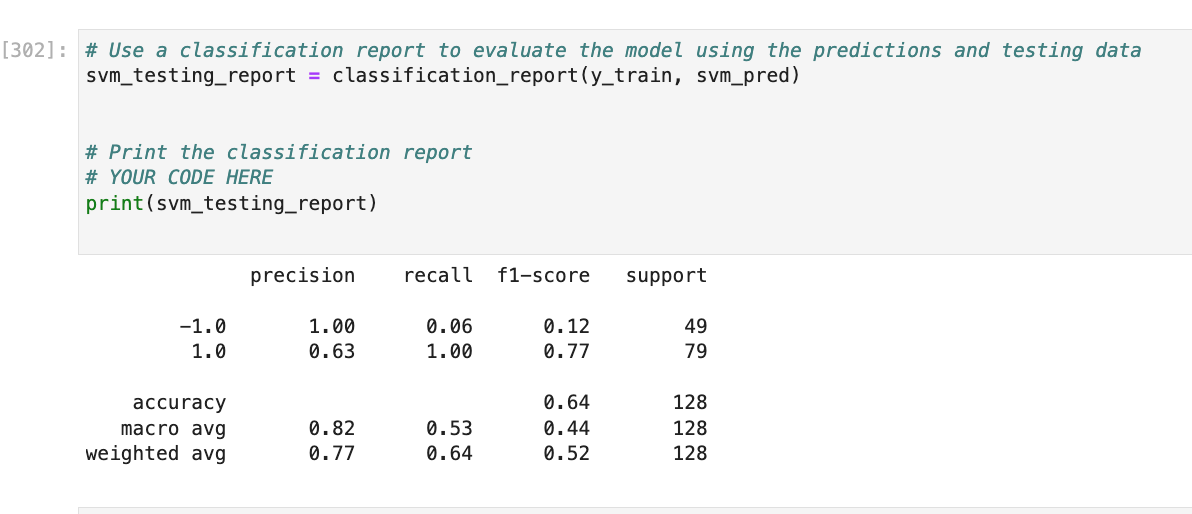 [302]: # Use a classification report to evaluate the model using the predictions and testing data
svm_testing_report = classification_report(y_train, svm_pred)
# Print the classification report
# YOUR CODE HERE
print(svm_testing_report)
precision recall f1-score support
-1.0 1.00 0.06 0.12 49
1.0 0.63 1.00 0.77 79
accuracy 0.64 128
macro avg 0.82 0.53 0.44 128
weighted avg 0.77 0.64 0.52 128